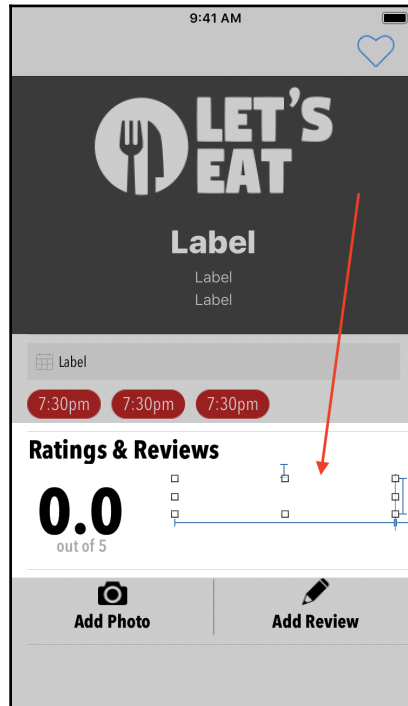 9:41 AM
LET'S
EAT
Label
Label
Label
Label
7:30pm 7:30pm 7:30pm
Ratings & Reviews
0.0
out of 5
Add Photo Add Review